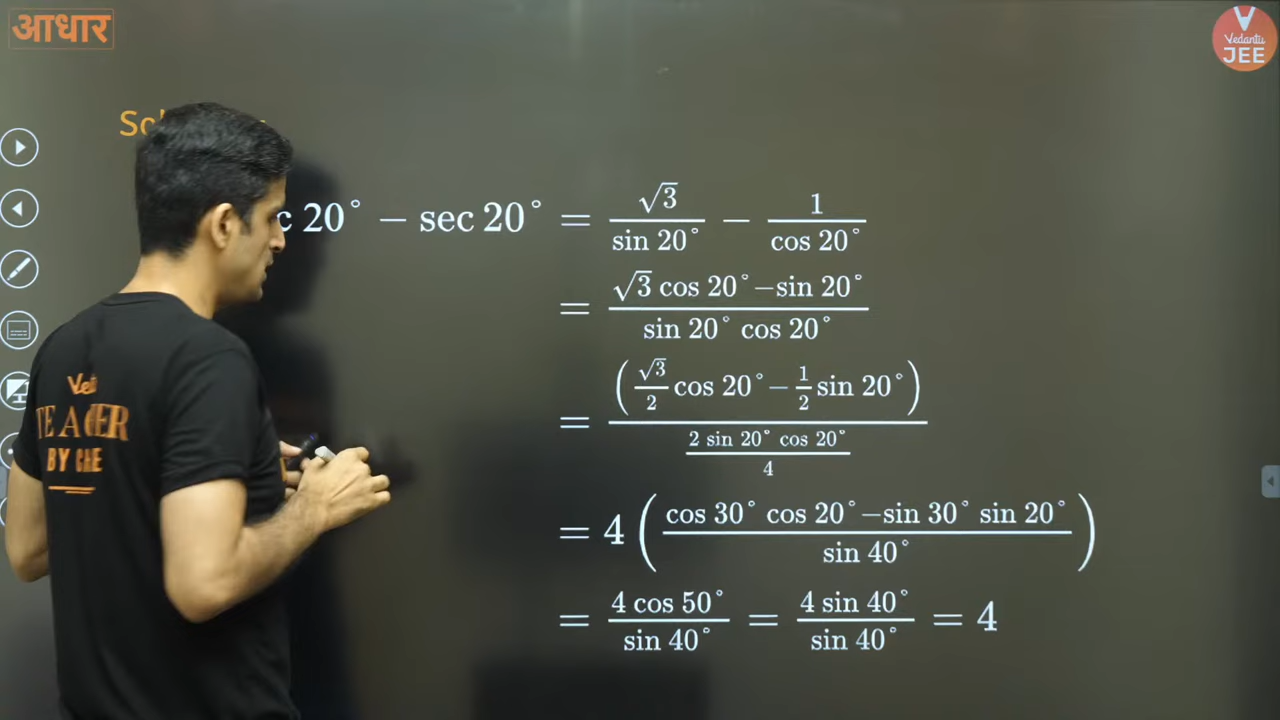 आधार
Vedantu
JEE
c 20° − sec 20° = √3/sin 20° − 1/cos 20°
= (√3 cos 20° − sin 20°)/(sin 20° cos 20°)
= (√3/2 cos 20° − 1/2 sin 20°)/((2 sin 20° cos 20°)/4)
= 4 ((cos 30° cos 20° − sin 30° sin 20°)/sin 40°)
= 4 cos 50°/sin 40° = 4 sin 40°/sin 40° = 4
BY